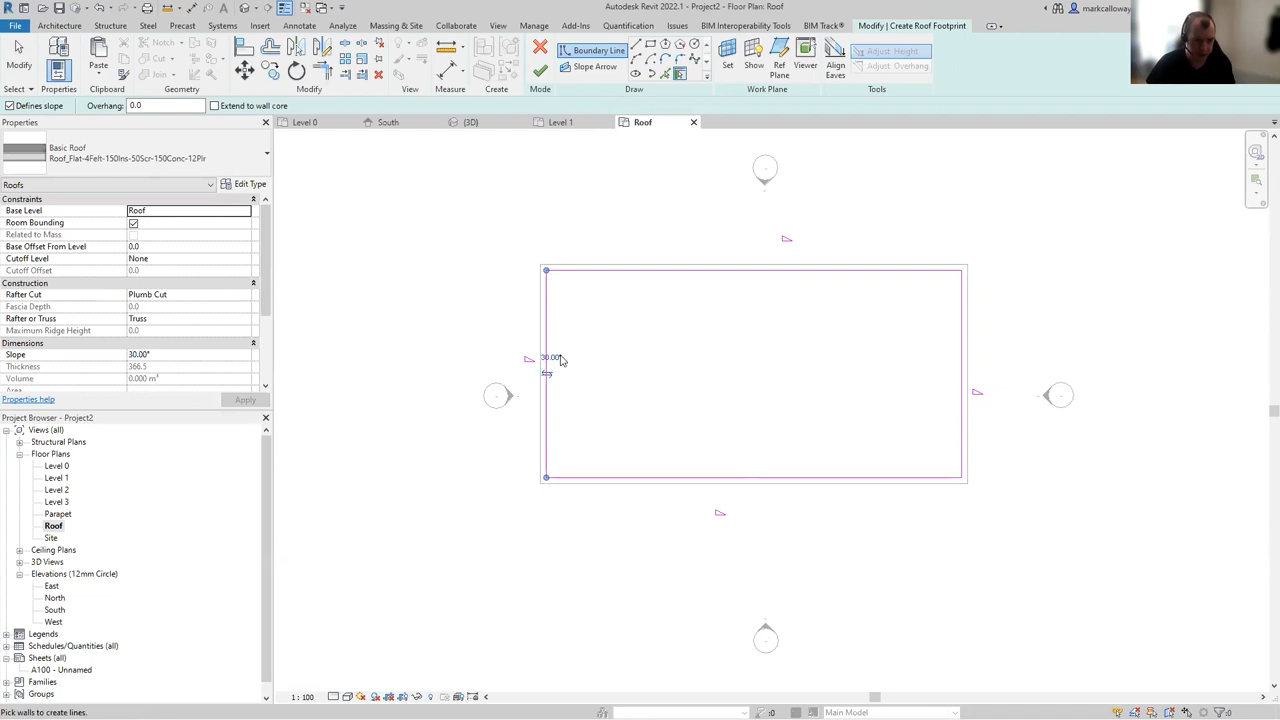 Autodesk Revit 2022.1 - Project2 - Floor Plan: Roof
markcalloway
File
Architecture
Structure
Steel
Precast
Systems
Insert
Annotate
Analyze
Massing & Site
Collaborate
View
Manage
Add-Ins
Quantification
Issues
BIM Interoperability Tools
BIM Track®
Modify | Create Roof Footprint
Modify
Paste
Notch
Cut
Boundary Line
Slope Arrow
Set
Show
Ref
Plane
Viewer
Align
Eaves
Adjust Height
Adjust Overhang
Select
Properties
Clipboard
Geometry
Modify
View
Measure
Create
Mode
Draw
Work Plane
Tools
Defines slope
Overhang: 0.0
Extend to wall core
Properties
Basic Roof
Roof_Flat-4Felt-150Ins-50Scr-150Conc-12Plr
Roofs
Edit Type
Constraints
Base Level Roof
Room Bounding
Related to Mass
Base Offset From Level 0.0
Cutoff Level None
Cutoff Offset 0.0
Construction
Rafter Cut Plumb Cut
Fascia Depth 0.0
Rafter or Truss Truss
Maximum Ridge Height 0.0
Dimensions
Slope 30.00°
Thickness 366.5
Volume 0.000 m³
Area
Properties help
Apply
Project Browser - Project2
Views (all)
Structural Plans
Floor Plans
Level 0
Level 1
Level 2
Level 3
Parapet
Roof
Site
Ceiling Plans
3D Views
Elevations (12mm Circle)
East
North
South
West
Legends
Schedules/Quantities (all)
Sheets (all)
A100 - Unnamed
Families
Groups
Level 0
South
{3D}
Level 1
Roof
30.00°
1 : 100
Pick walls to create lines.
:0
Main Model
:0